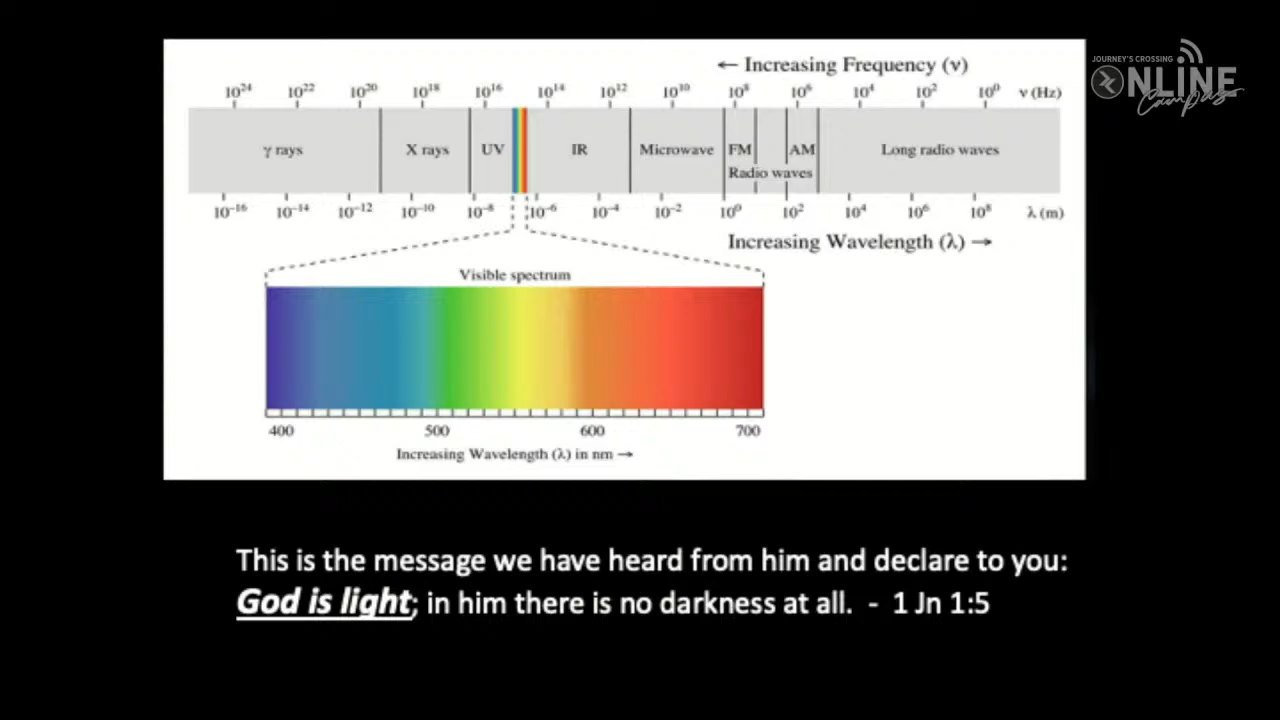 JOURNEY'S CROSSING
ONLINE
Campus
← Increasing Frequency (ν)
10²⁴ 10²² 10²⁰ 10¹⁸ 10¹⁶ 10¹⁴ 10¹² 10¹⁰ 10⁸ 10⁶ 10⁴ 10² 10⁰ ν (Hz)
γ rays X rays UV IR Microwave FM AM Long radio waves
Radio waves
10⁻¹⁶ 10⁻¹⁴ 10⁻¹² 10⁻¹⁰ 10⁻⁸ 10⁻⁶ 10⁻⁴ 10⁻² 10⁰ 10² 10⁴ 10⁶ 10⁸ λ (m)
Increasing Wavelength (λ) →
Visible spectrum
400 500 600 700
Increasing Wavelength (λ) in nm →
This is the message we have heard from him and declare to you:
God is light; in him there is no darkness at all. - 1 Jn 1:5